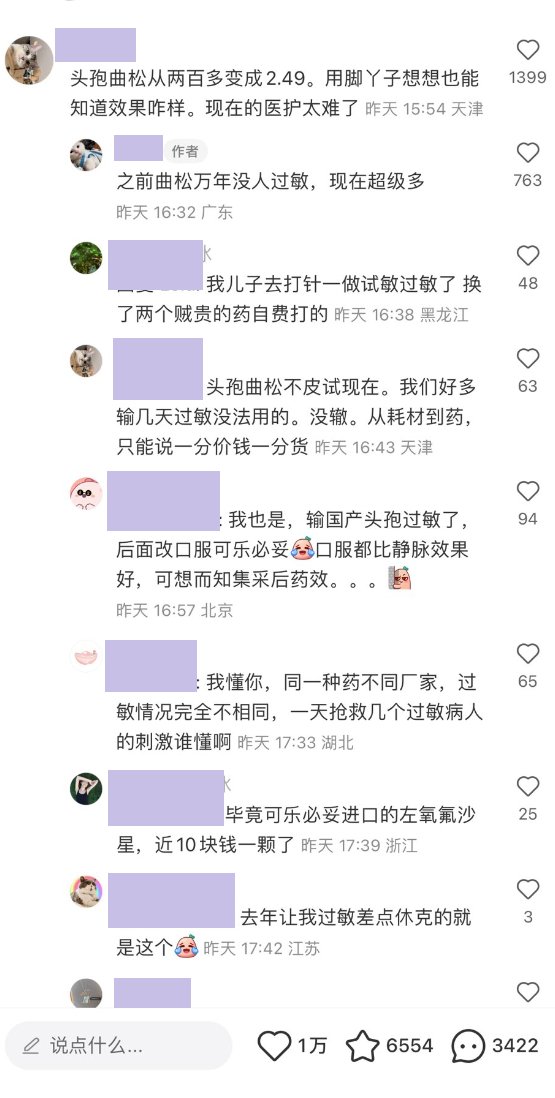 头孢曲松从两百多变成2.49。用脚丫子想想也能
知道效果咋样。现在的医护太难了 昨天 15:54 天津
1399
作者
之前曲松万年没人过敏，现在超级多
昨天 16:32 广东
763
我儿子去打针一做试敏过敏了 换
了两个贼贵的药自费打的 昨天 16:38 黑龙江
48
头孢曲松不皮试现在。我们好多
输几天过敏没法用的。没辙。从耗材到药，
只能说一分价钱一分货 昨天 16:43 天津
63
: 我也是，输国产头孢过敏了，
后面改口服可乐必妥口服都比静脉效果
好，可想而知集采后药效。。。
昨天 16:57 北京
94
: 我懂你，同一种药不同厂家，过
敏情况完全不相同，一天抢救几个过敏病人
的刺激谁懂啊 昨天 17:33 湖北
65
毕竟可乐必妥进口的左氧氟沙
星，近10块钱一颗了 昨天 17:39 浙江
25
去年让我过敏差点休克的就
是这个 昨天 17:42 江苏
3
说点什么...
1万
6554
3422